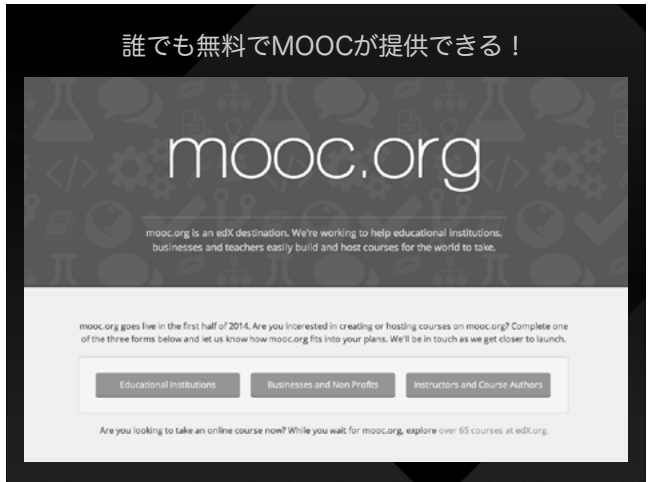 誰でも無料でMOOCが提供できる！
mooc.org
mooc.org is an edX destination. We're working to help educational institutions,
businesses and teachers easily build and host courses for the world to take.
mooc.org goes live in the first half of 2014. Are you interested in creating or hosting courses on mooc.org? Complete one
of the three forms below and let us know how mooc.org fits into your plans. We'll be in touch as we get closer to launch.
Educational Institutions
Businesses and Non Profits
Instructors and Course Authors
Are you looking to take an online course now? While you wait for mooc.org, explore over 65 courses at edX.org.